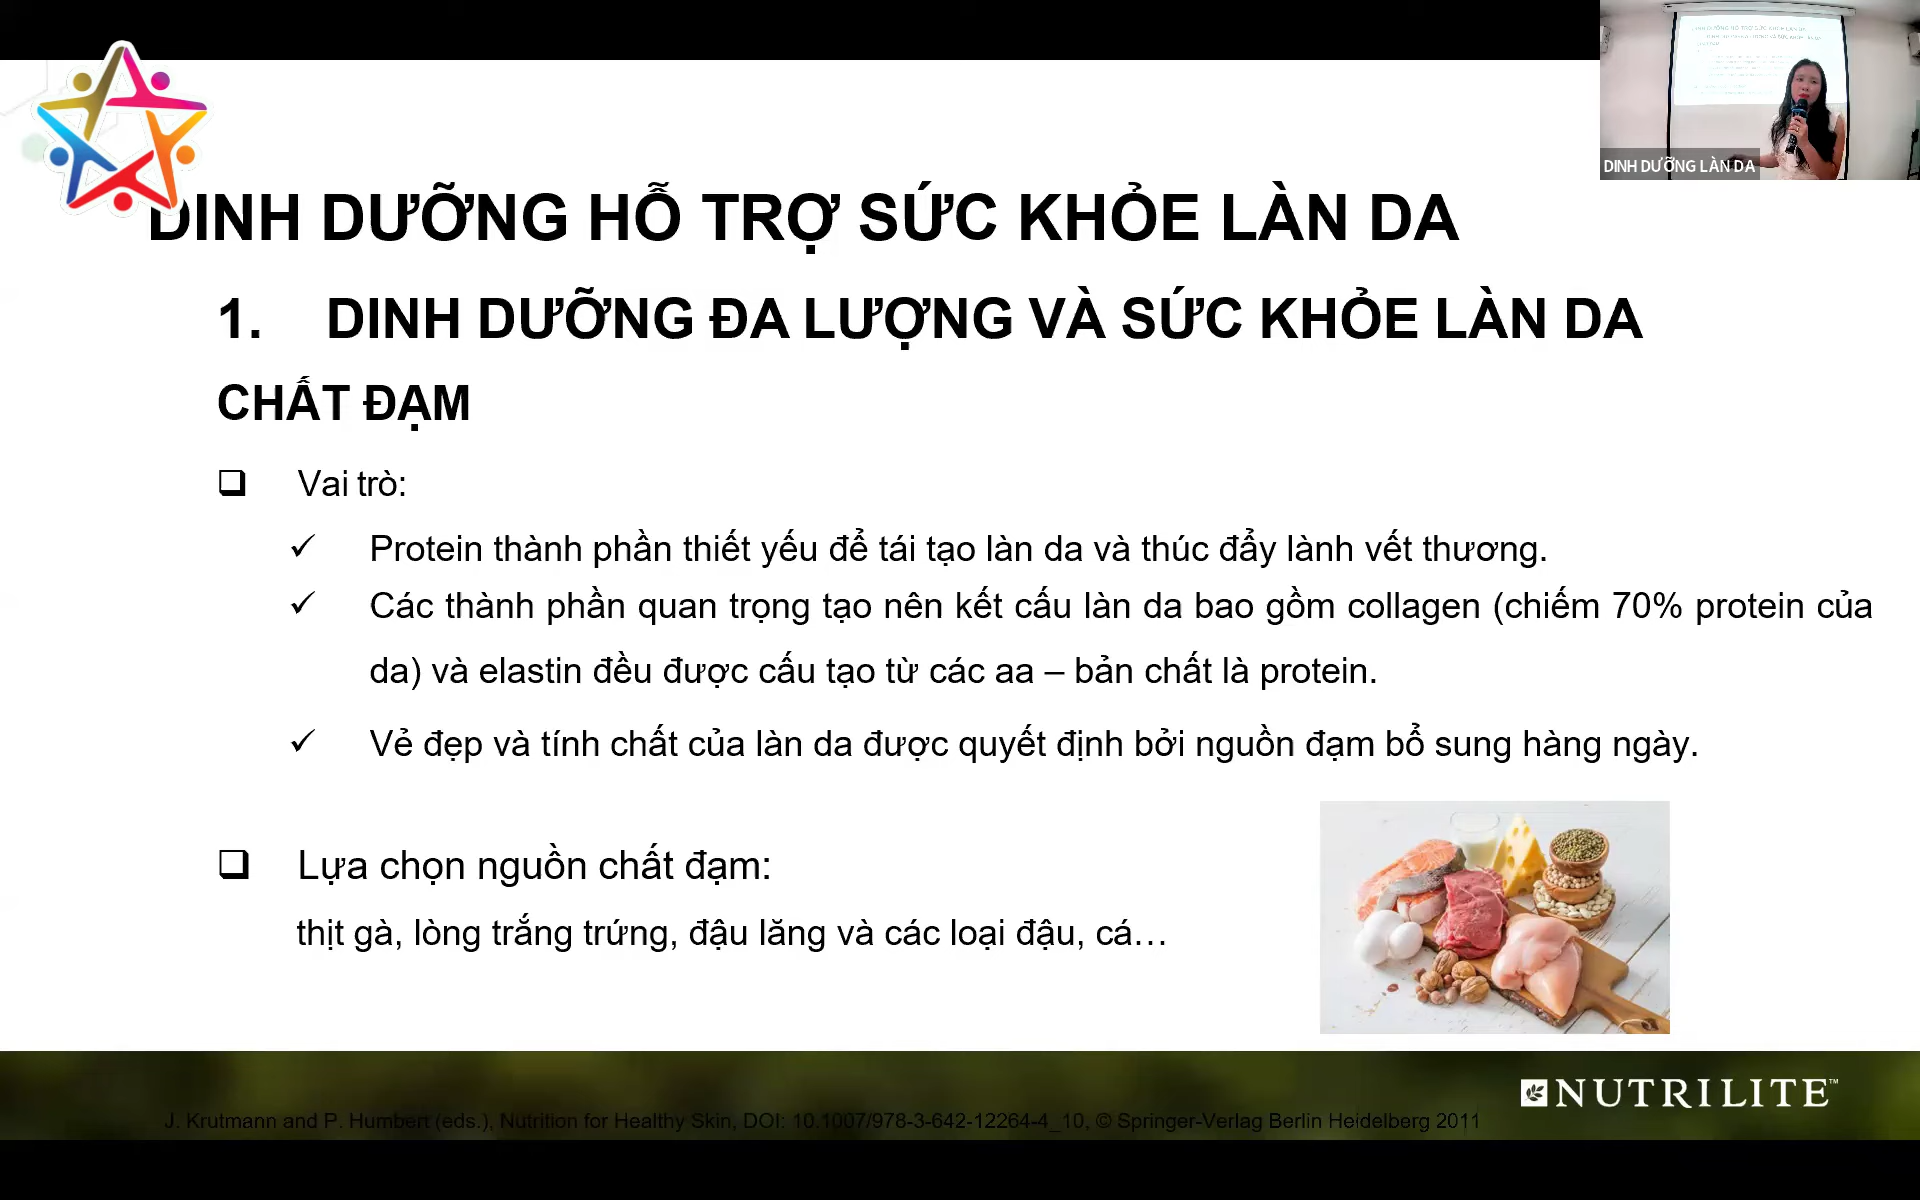 DINH DƯỠNG LÀN DA
DINH DƯỠNG HỖ TRỢ SỨC KHỎE LÀN DA
1. DINH DƯỠNG ĐA LƯỢNG VÀ SỨC KHỎE LÀN DA
CHẤT ĐẠM
Vai trò:
Protein thành phần thiết yếu để tái tạo làn da và thúc đẩy lành vết thương.
Các thành phần quan trọng tạo nên kết cấu làn da bao gồm collagen (chiếm 70% protein của
da) và elastin đều được cấu tạo từ các aa – bản chất là protein.
Vẻ đẹp và tính chất của làn da được quyết định bởi nguồn đạm bổ sung hàng ngày.
Lựa chọn nguồn chất đạm:
thịt gà, lòng trắng trứng, đậu lăng và các loại đậu, cá…
NUTRILITE™
J. Krutmann and P. Humbert (eds.), Nutrition for Healthy Skin, DOI: 10.1007/978-3-642-12264-4_10, © Springer-Verlag Berlin Heidelberg 2011